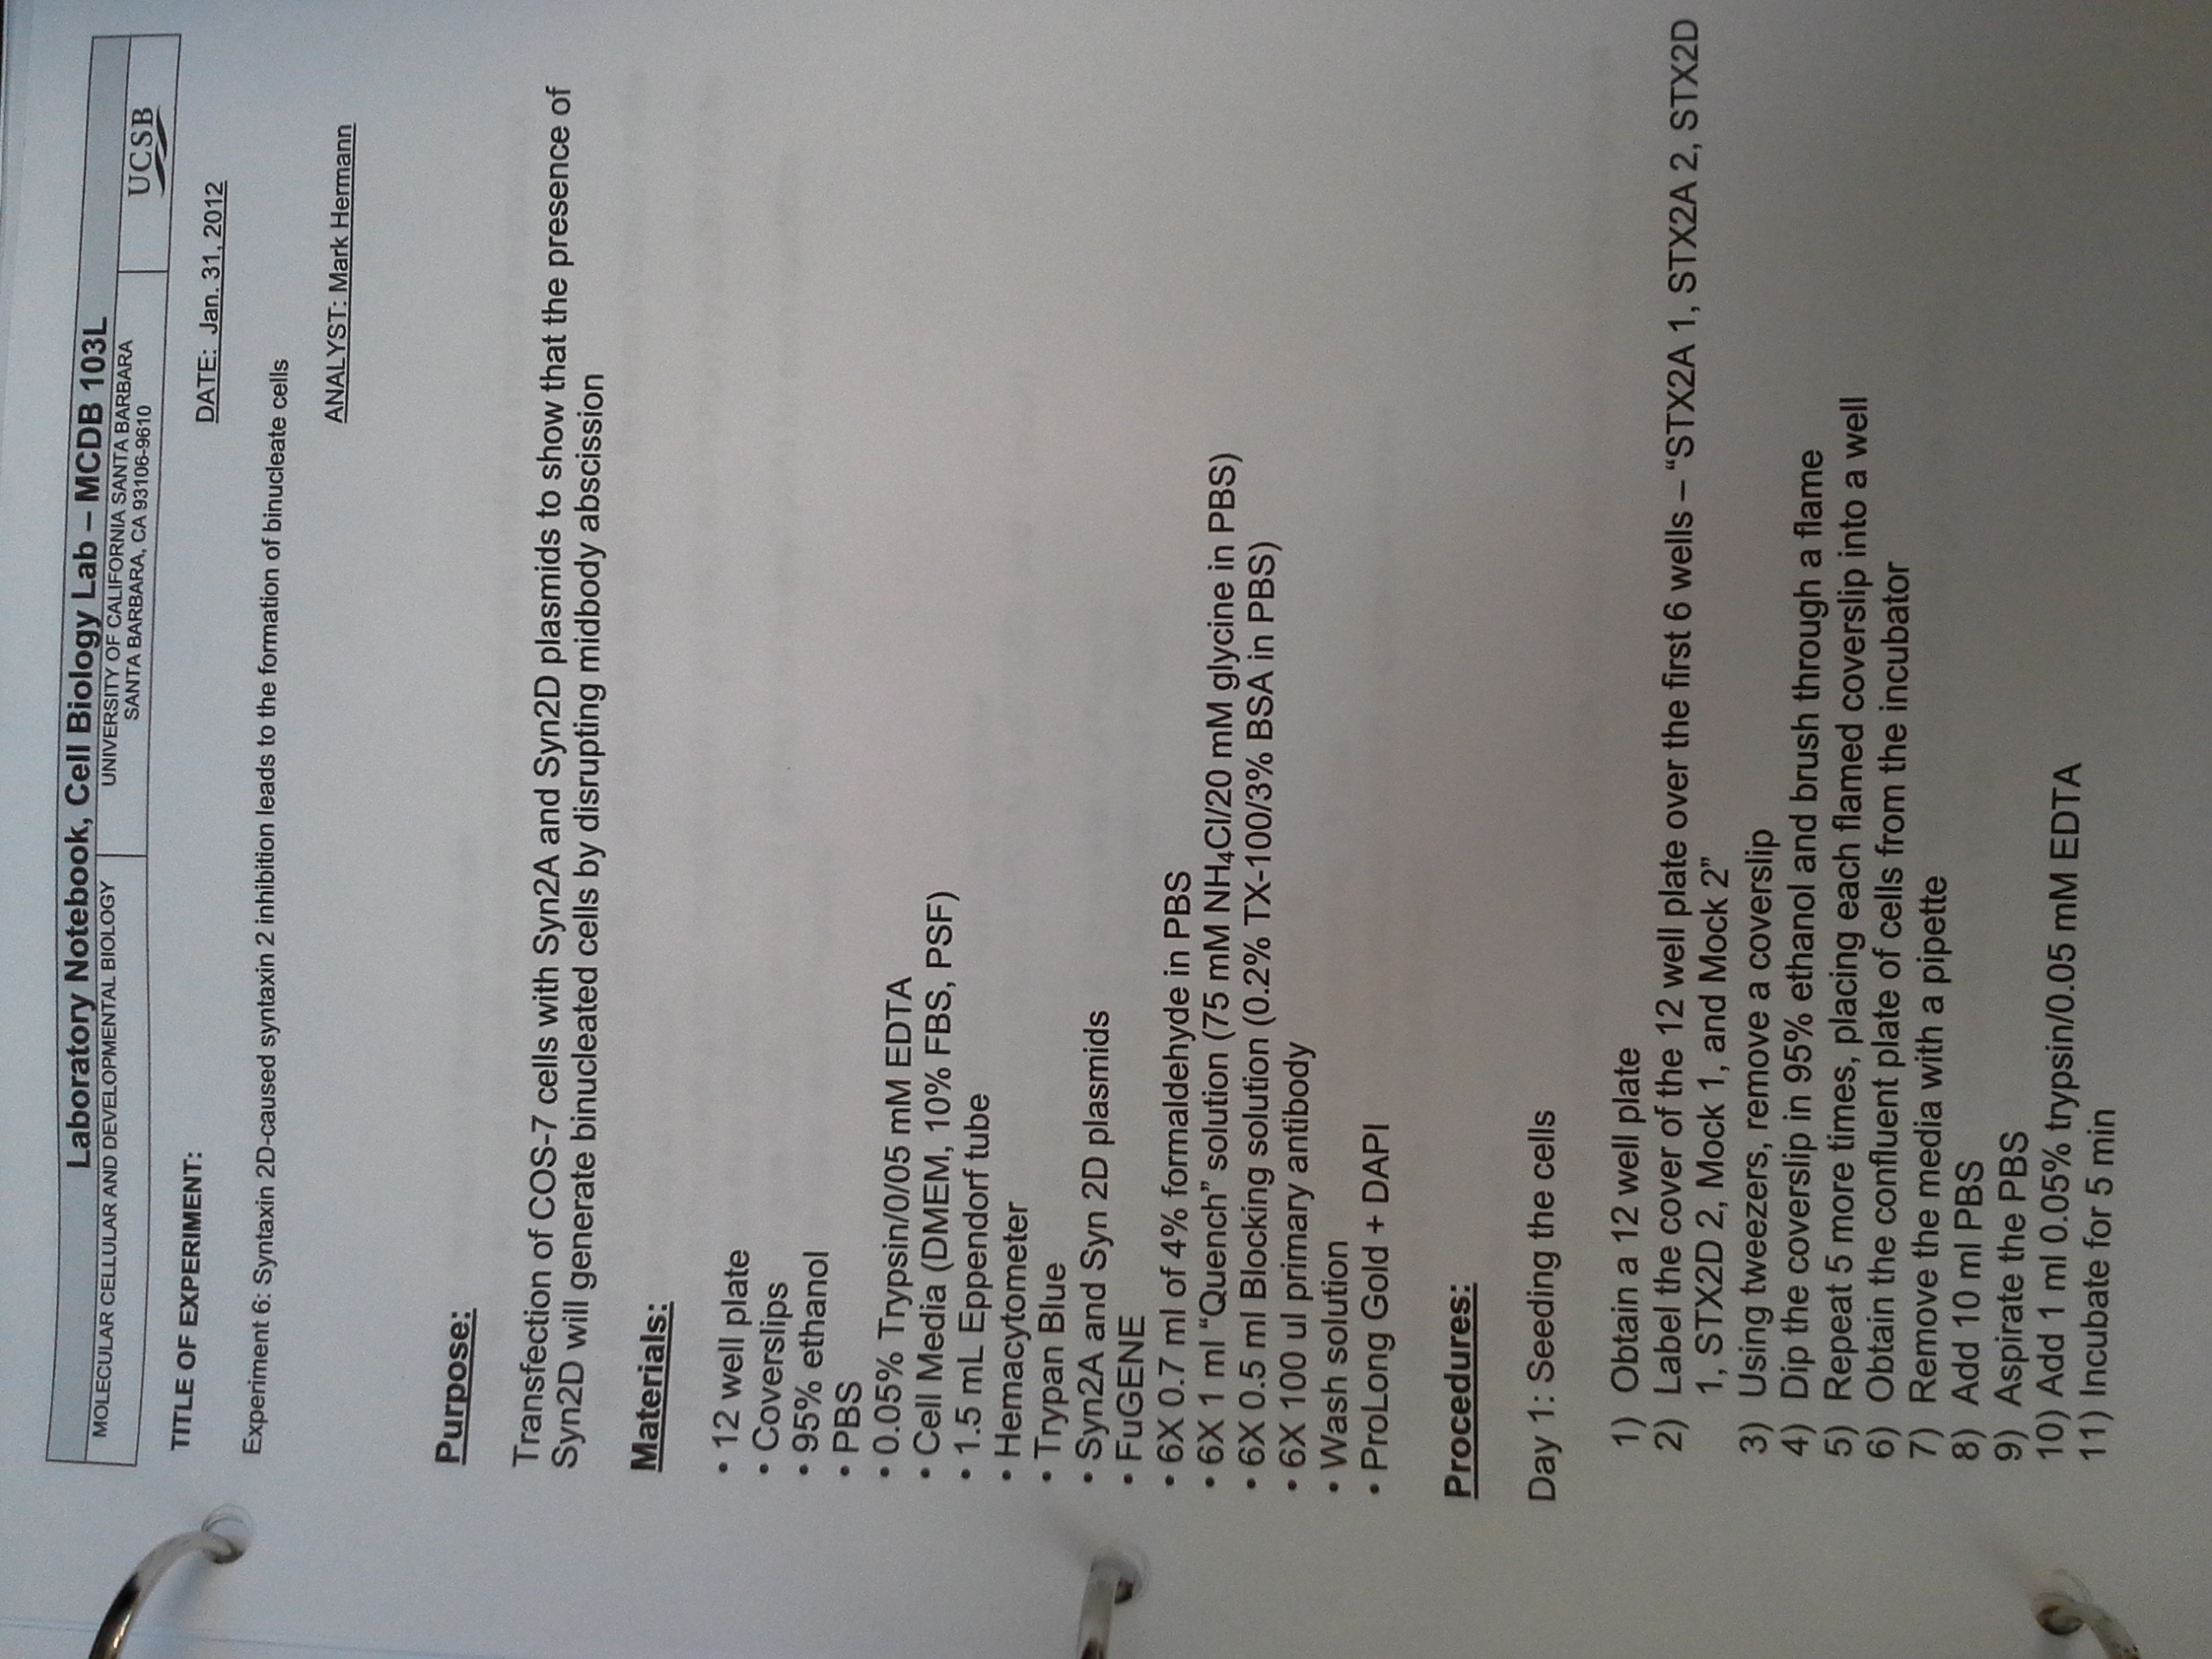 Laboratory Notebook, Cell Biology Lab – MCDB 103L
MOLECULAR CELLULAR AND DEVELOPMENTAL BIOLOGY
UNIVERSITY OF CALIFORNIA SANTA BARBARA
SANTA BARBARA, CA 93106-9610
UCSB
TITLE OF EXPERIMENT:
DATE: Jan. 31, 2012
Experiment 6: Syntaxin 2D-caused syntaxin 2 inhibition leads to the formation of binucleate cells
ANALYST: Mark Hermann
Purpose:
Transfection of COS-7 cells with Syn2A and Syn2D plasmids to show that the presence of
Syn2D will generate binucleated cells by disrupting midbody abscission
Materials:
• 12 well plate
• Coverslips
• 95% ethanol
• PBS
• 0.05% Trypsin/0/05 mM EDTA
• Cell Media (DMEM, 10% FBS, PSF)
• 1.5 mL Eppendorf tube
• Hemacytometer
• Trypan Blue
• Syn2A and Syn 2D plasmids
• FuGENE
• 6X 0.7 ml of 4% formaldehyde in PBS
• 6X 1 ml “Quench” solution (75 mM NH₄Cl/20 mM glycine in PBS)
• 6X 0.5 ml Blocking solution (0.2% TX-100/3% BSA in PBS)
• 6X 100 ul primary antibody
• Wash solution
• ProLong Gold + DAPI
Procedures:
Day 1: Seeding the cells
1) Obtain a 12 well plate
2) Label the cover of the 12 well plate over the first 6 wells – “STX2A 1, STX2A 2, STX2D
1, STX2D 2, Mock 1, and Mock 2”
3) Using tweezers, remove a coverslip
4) Dip the coverslip in 95% ethanol and brush through a flame
5) Repeat 5 more times, placing each flamed coverslip into a well
6) Obtain the confluent plate of cells from the incubator
7) Remove the media with a pipette
8) Add 10 ml PBS
9) Aspirate the PBS
10) Add 1 ml 0.05% trypsin/0.05 mM EDTA
11) Incubate for 5 min